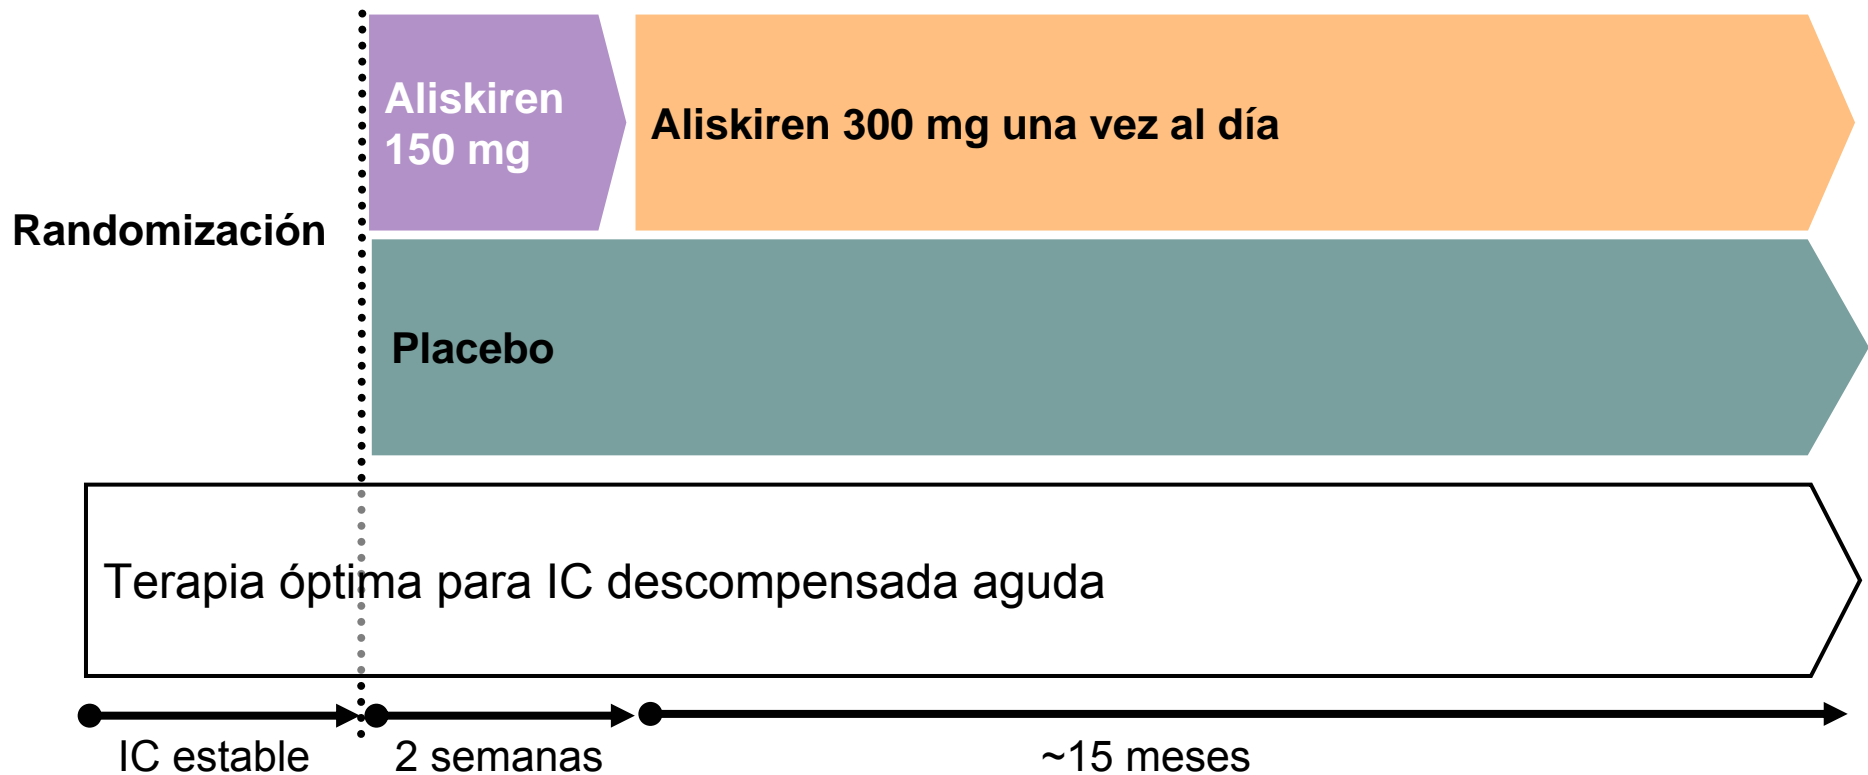 Aliskiren
150 mg
Aliskiren 300 mg una vez al día
Randomización
Placebo
Terapia óptima para IC descompensada aguda
IC estable
2 semanas
~15 meses